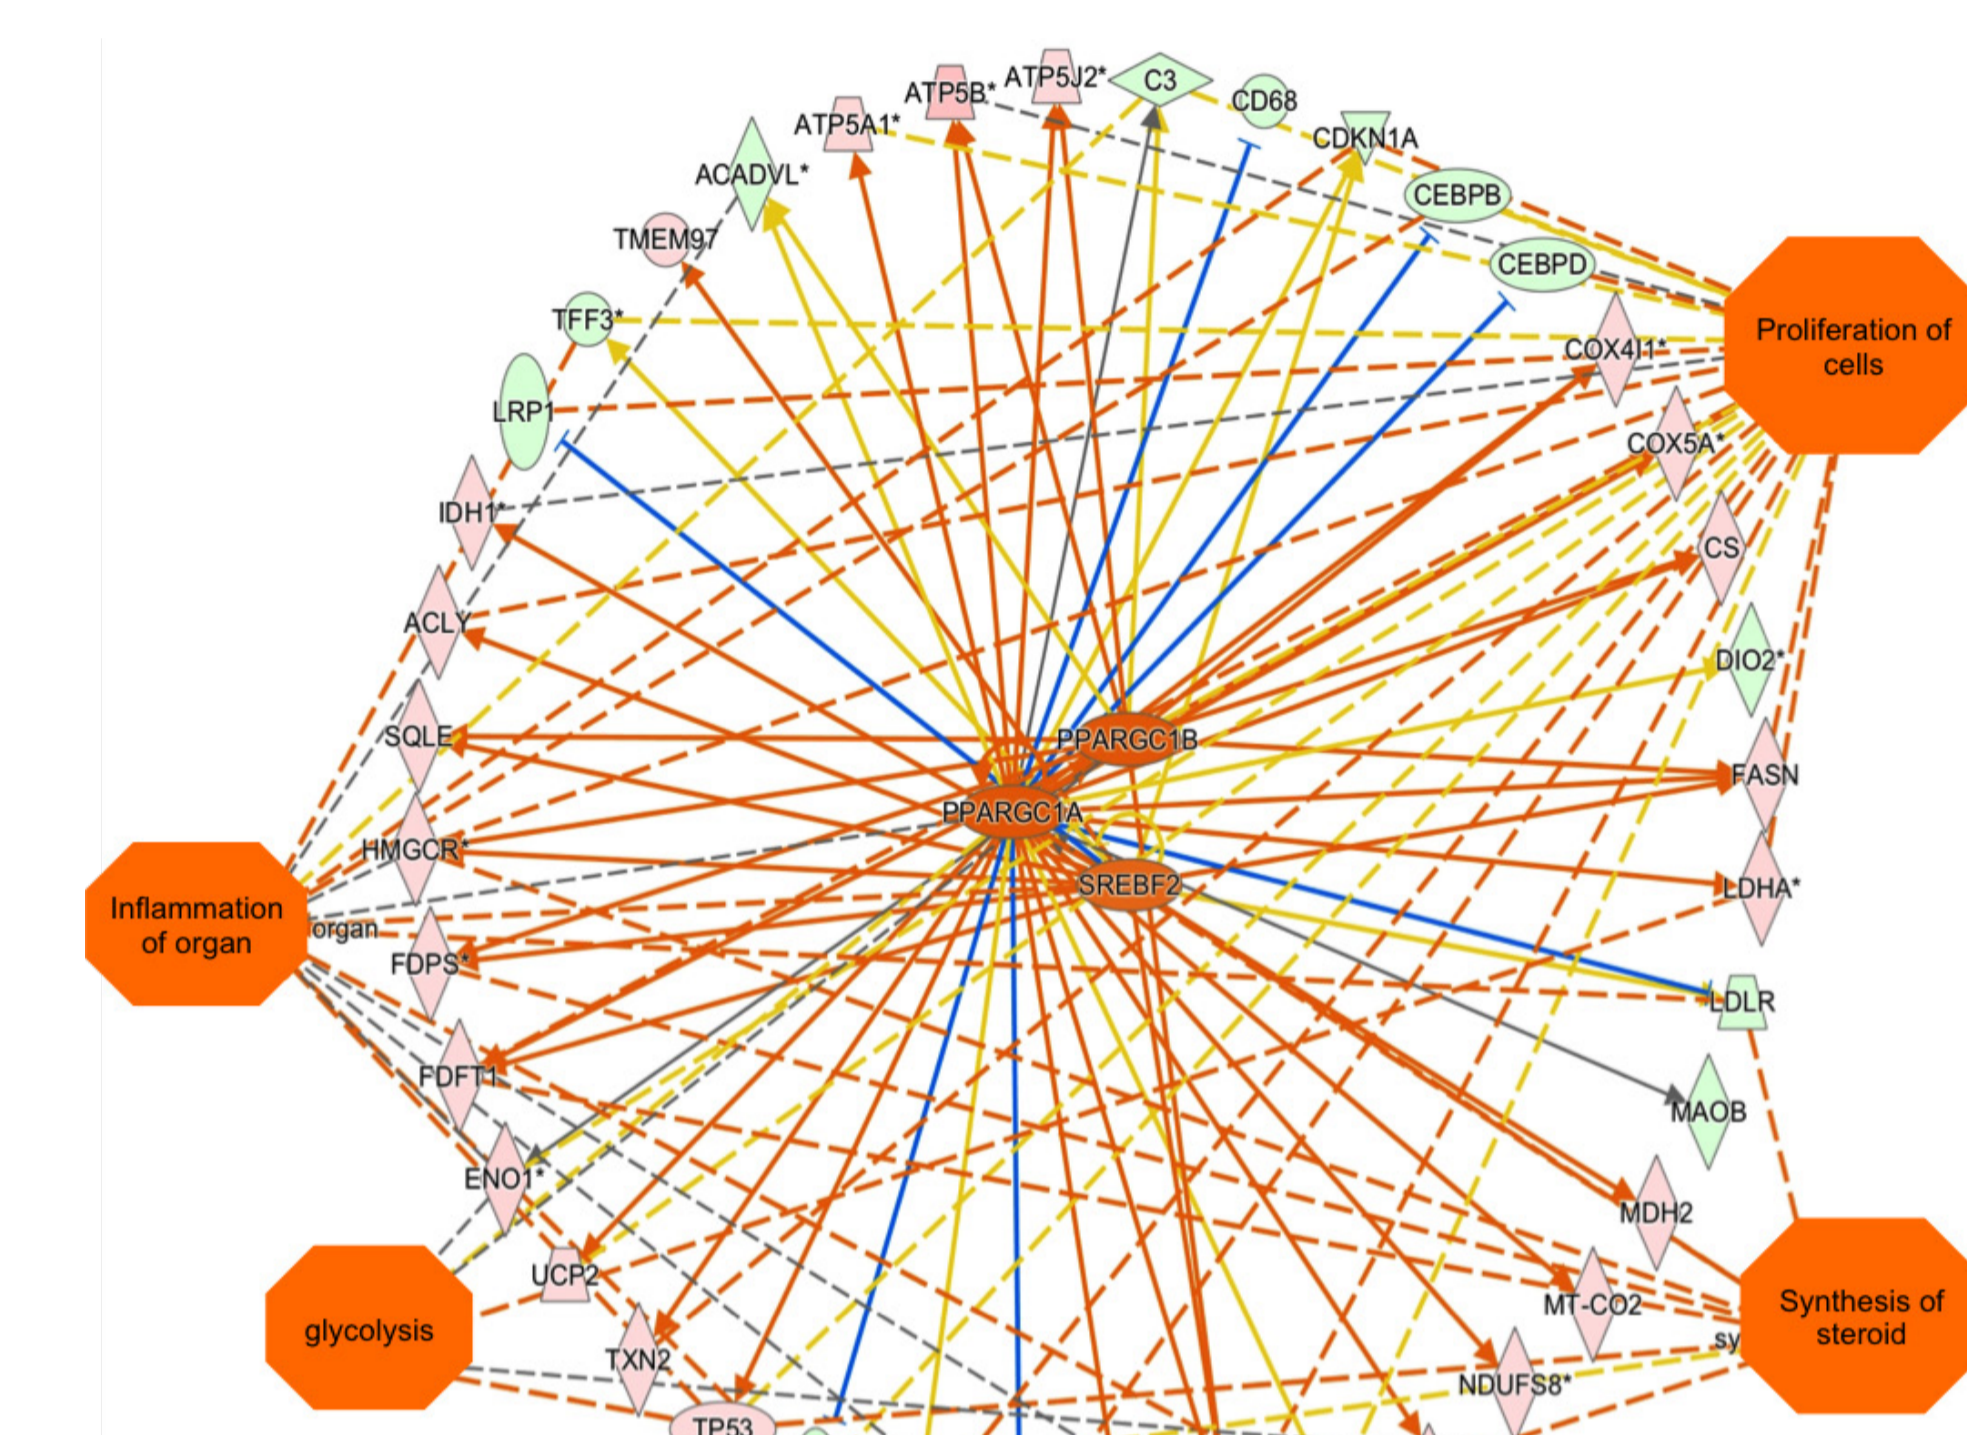 ATP5J2*
C3
ATP5B*
CD68
ATP5A1*
CDKN1A
ACADVL*
CEBPB
TMEM97
CEBPD
TFF3*
Proliferation of
cells
COX4I1*
LRP1
COX5A*
IDH1*
CS
ACLY
DIO2*
SQLE
PPARGC1B
FASN
PPARGC1A
HMGCR*
SREBF2
LDHA*
Inflammation
of organ
organ
FDPS*
LDLR
FDFT1
MAOB
ENO1*
MDH2
UCP2
MT-CO2
Synthesis of
steroid
sy
glycolysis
TXN2
NDUFS8*
TP53